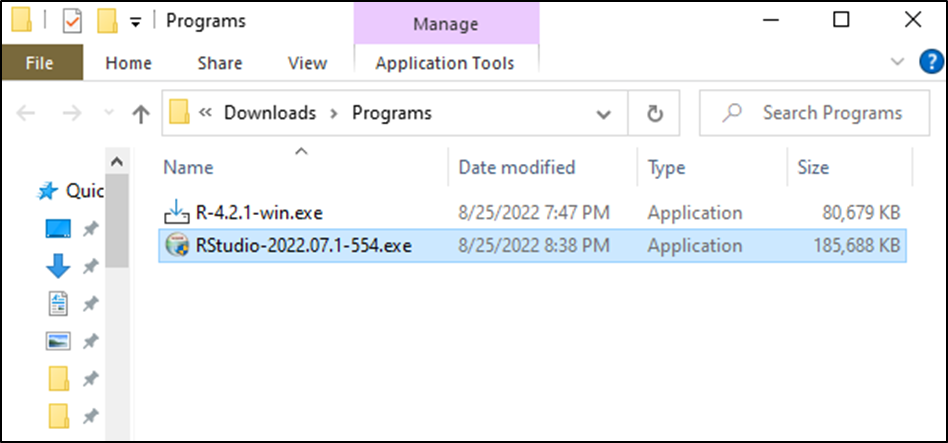 Programs
Manage
File Home Share View Application Tools
Downloads Programs Search Programs
Name Date modified Type Size
Quic
R-4.2.1-win.exe 8/25/2022 7:47 PM Application 80,679 KB
RStudio-2022.07.1-554.exe 8/25/2022 8:38 PM Application 185,688 KB